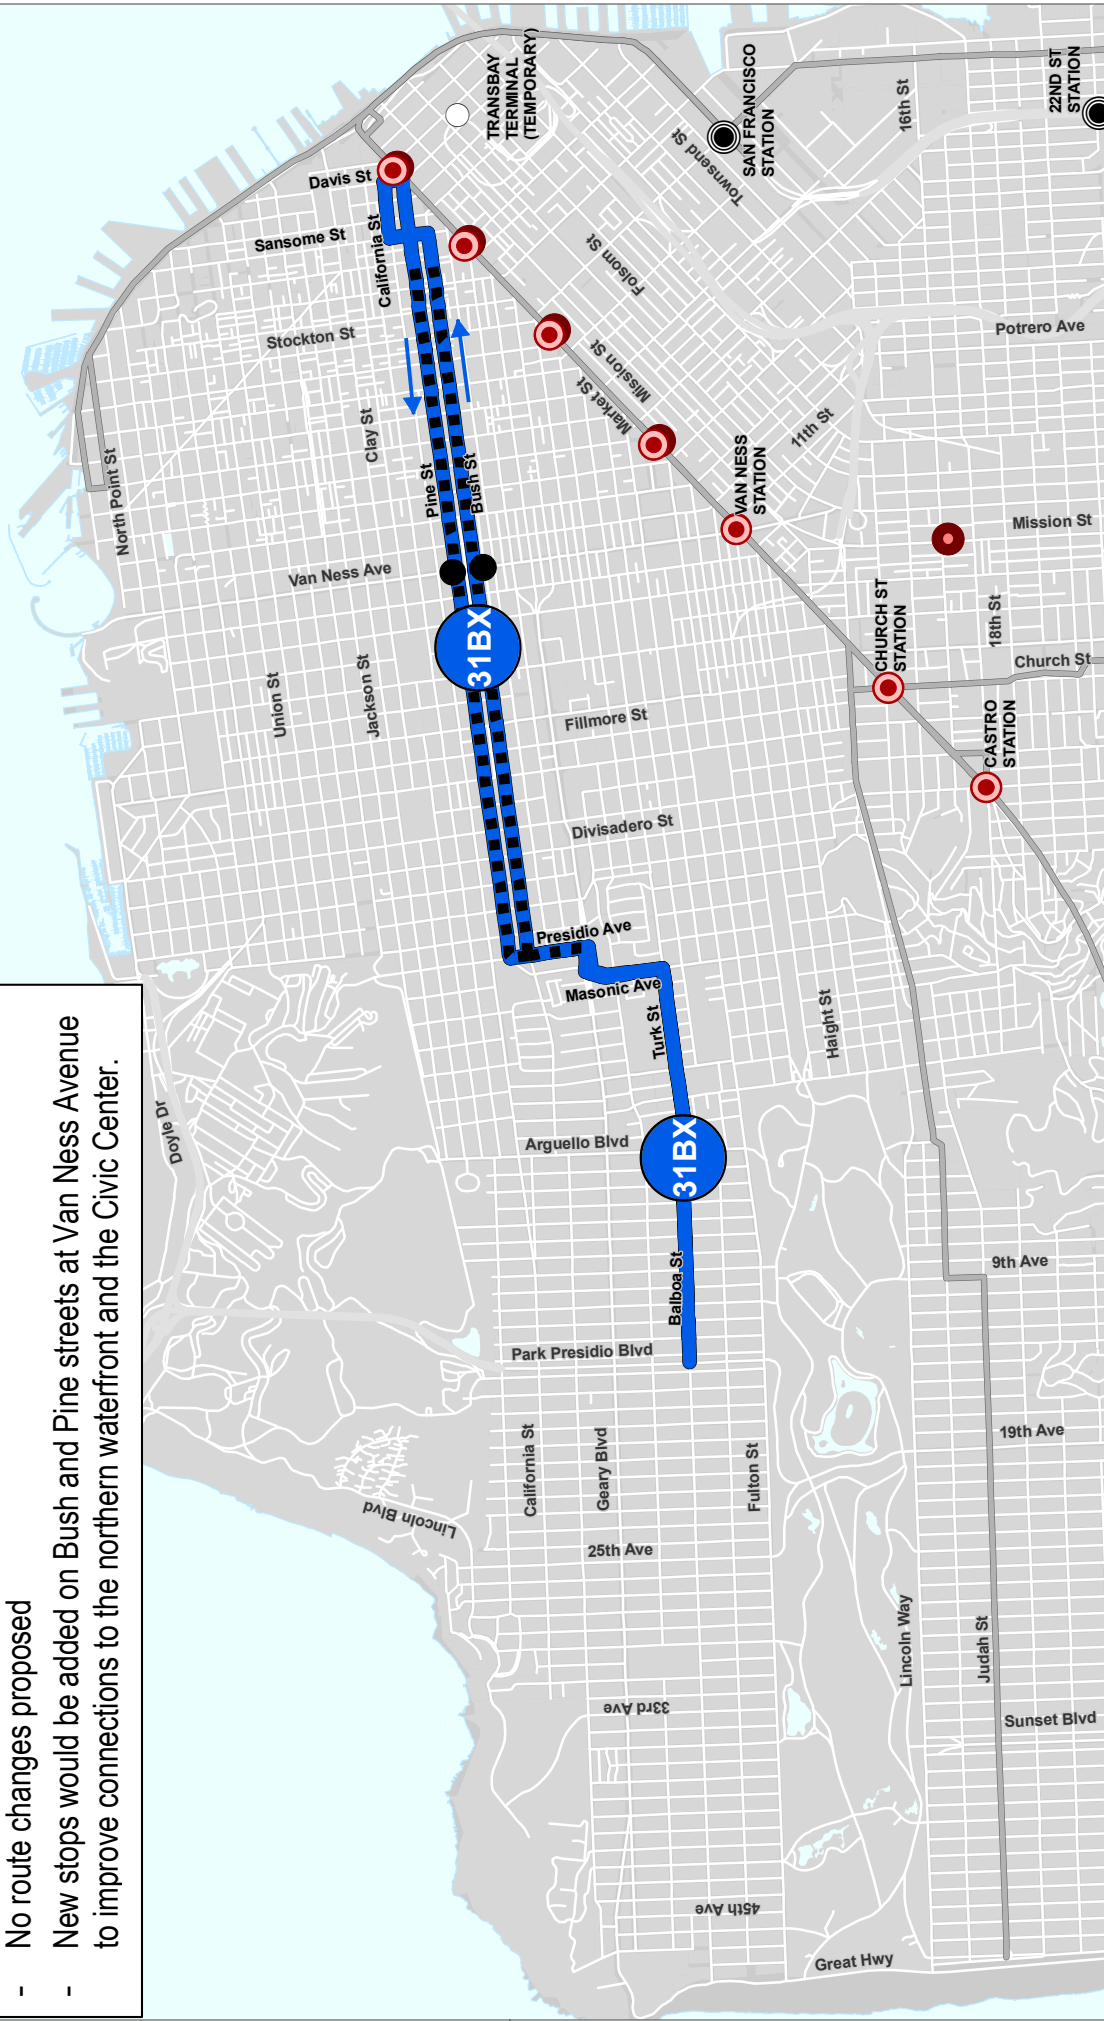 - No route changes proposed
- New stops would be added on Bush and Pine streets at Van Ness Avenue
to improve connections to the northern waterfront and the Civic Center.
TRANSBAY
TERMINAL
(TEMPORARY)
SAN FRANCISCO
STATION
22ND ST
STATION
16th St
Townsend St
Davis St
Sansome St
California St
Folsom St
Stockton St
Potrero Ave
Mission St
Market St
Clay St
11th St
Pine St
Bush St
VAN NESS
STATION
North Point St
Mission St
Van Ness Ave
CHURCH ST
STATION
18th St
Church St
31BX
Union St
Jackson St
Fillmore St
CASTRO
STATION
Divisadero St
Presidio Ave
Masonic Ave
Turk St
Haight St
Doyle Dr
Arguello Blvd
31BX
Balboa St
9th Ave
Park Presidio Blvd
19th Ave
California St
Geary Blvd
Fulton St
Lincoln Blvd
25th Ave
Lincoln Way
Judah St
33rd Ave
Sunset Blvd
45th Ave
Great Hwy